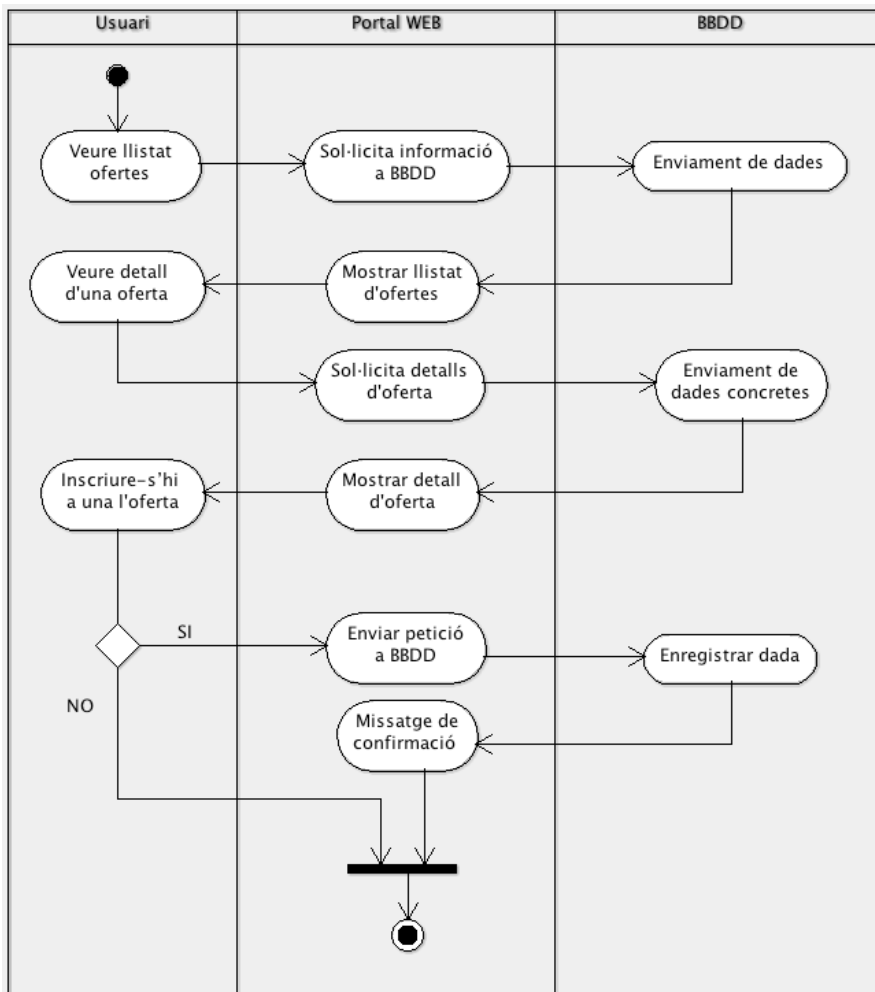 Usuari
Portal WEB
BBDD
Veure llistat
ofertes
Sol·licita informació
a BBDD
Enviament de dades
Veure detall
d'una oferta
Mostrar llistat
d'ofertes
Sol·licita detalls
d'oferta
Enviament de
dades concretes
Inscriure-s'hi
a una l'oferta
Mostrar detall
d'oferta
SI
Enviar petició
a BBDD
Enregistrar dada
NO
Missatge de
confirmació